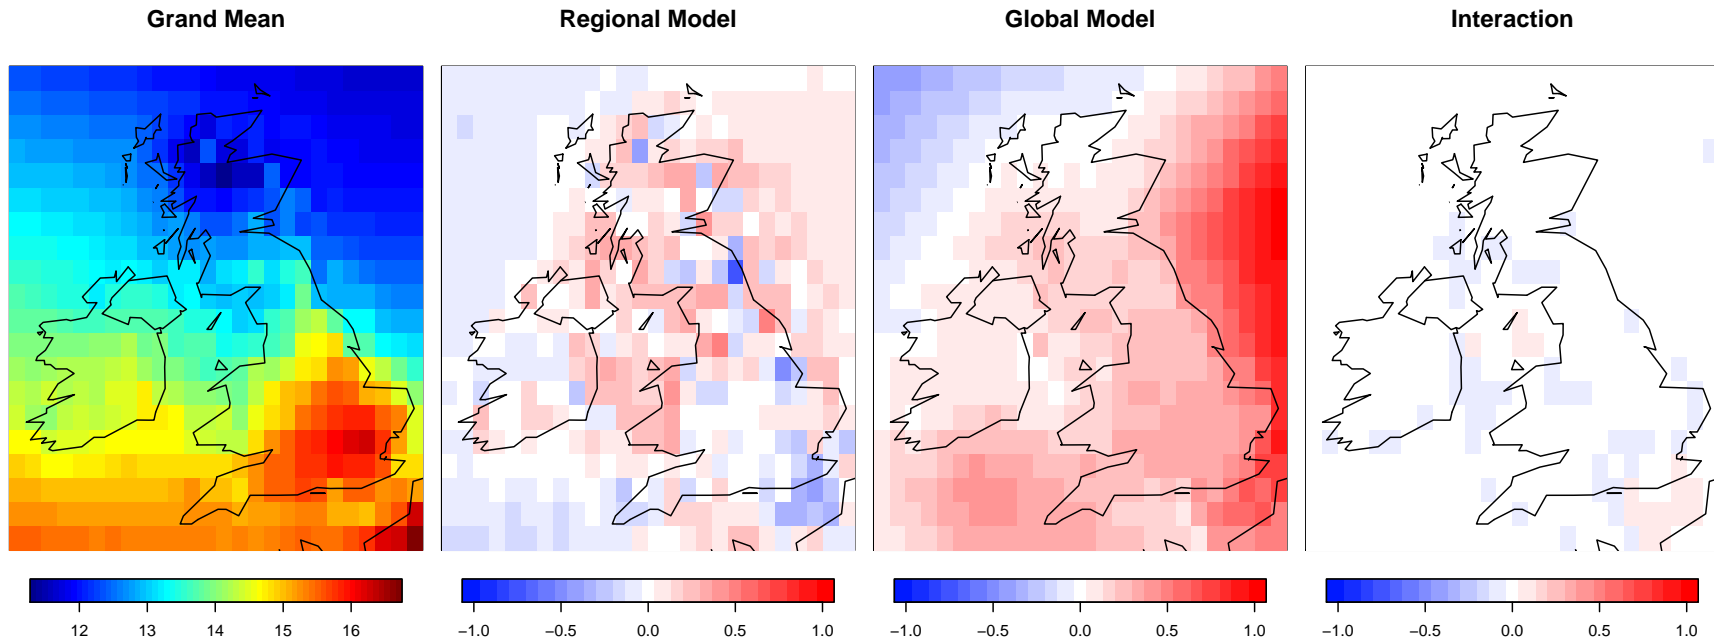 Grand Mean Regional Model Global Model Interaction
12 13 14 15 16 −1.0 −0.5 0.0 0.5 1.0 −1.0 −0.5 0.0 0.5 1.0 −1.0 −0.5 0.0 0.5 1.0